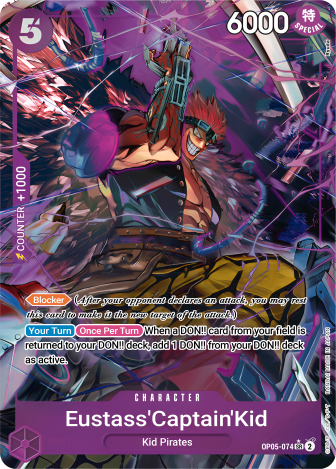 5
6000
特
SPECIAL
COUNTER +1000
Blocker (After your opponent declares an attack, you may rest
this card to make it the new target of the attack.)
Your Turn Once Per Turn When a DON!! card from your field is
returned to your DON!! deck, add 1 DON!! from your DON!! deck
as active.
CHARACTER
Eustass'Captain'Kid
Kid Pirates
OP05-074 SR 2